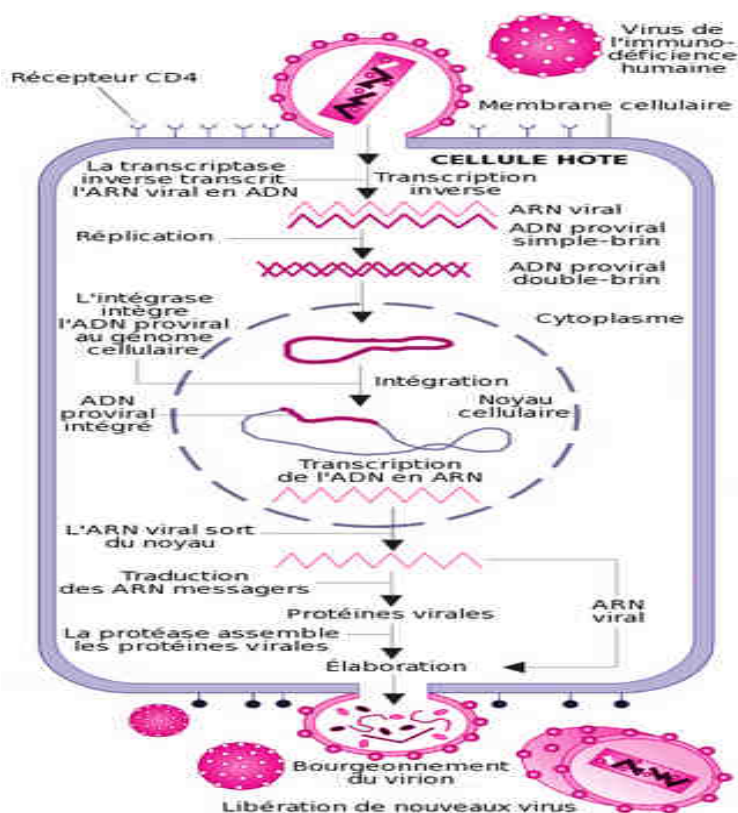 Virus de
l'immuno-
déficience
humaine
Récepteur CD4
Membrane cellulaire
CELLULE HOTE
La transcriptase
inverse transcrit
l'ARN viral en ADN
Transcription
inverse
ARN viral
ADN proviral
simple-brin
Réplication
ADN proviral
double-brin
L'intégrase
intègre
l'ADN proviral
au génome
cellulaire
Cytoplasme
Intégration
ADN
proviral
intégré
Noyau
cellulaire
Transcription
de l'ADN en ARN
L'ARN viral sort
du noyau
Traduction
des ARN messagers
ARN
viral
Protéines virales
La protéase assemble
les protéines virales
Élaboration
Bourgeonnement
du virion
Libération de nouveaux virus